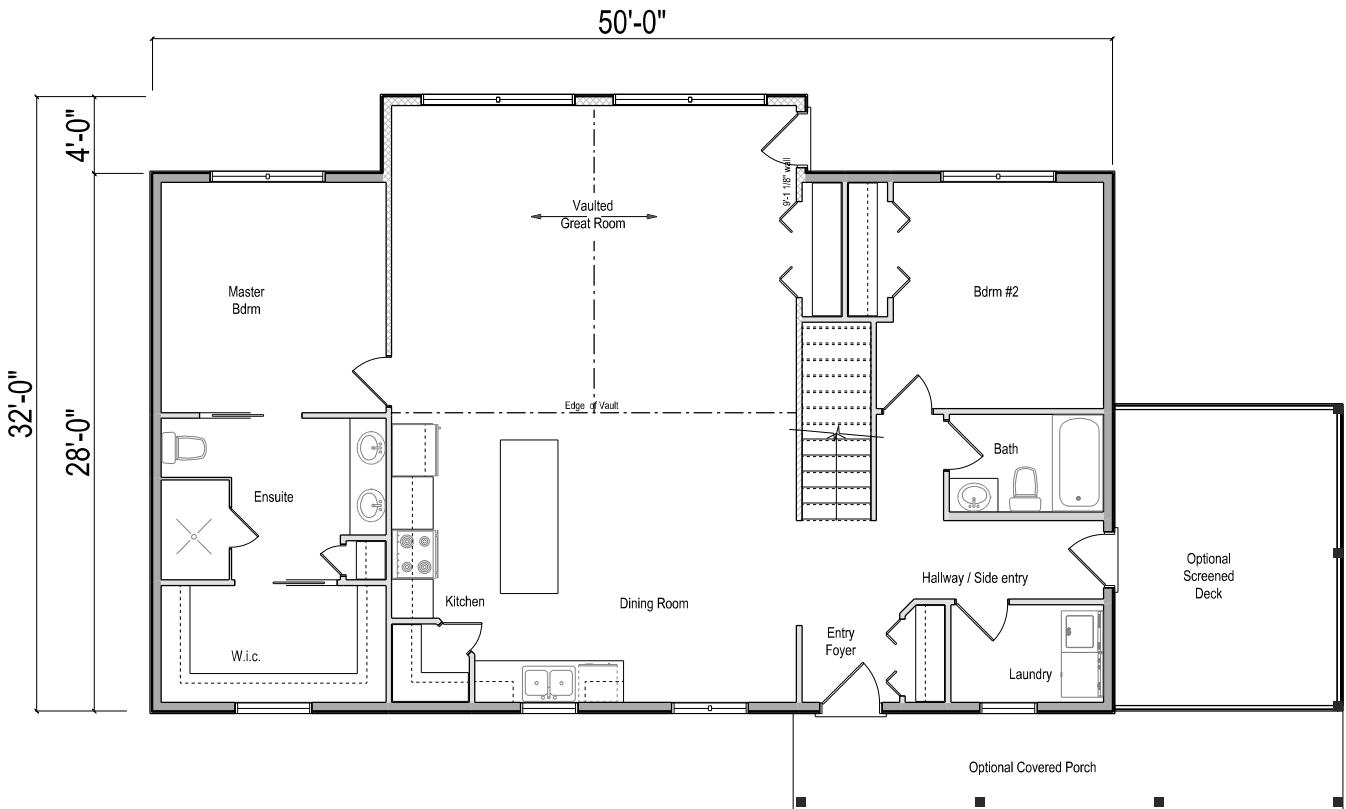 50'-0"
4'-0"
32'-0"
28'-0"
9'-1 1/8" wall
Vaulted
Great Room
Master
Bdrm
Bdrm #2
Edge of Vault
Bath
Ensuite
Optional
Screened
Deck
Hallway / Side entry
Kitchen
Dining Room
Entry
Foyer
W.i.c.
Laundry
Optional Covered Porch